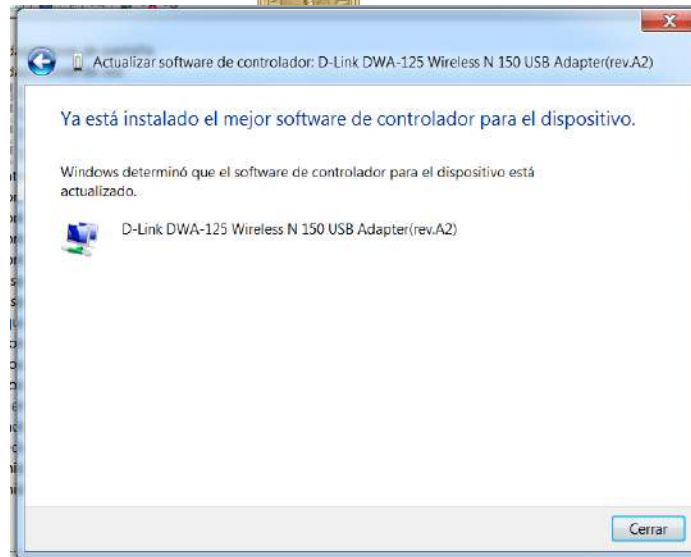 Actualizar software de controlador: D-Link DWA-125 Wireless N 150 USB Adapter(rev.A2)
Ya está instalado el mejor software de controlador para el dispositivo.
Windows determinó que el software de controlador para el dispositivo está
actualizado.
D-Link DWA-125 Wireless N 150 USB Adapter(rev.A2)
Cerrar